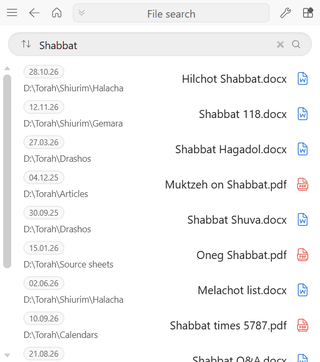 File search
Shabbat
28.10.26
Hilchot Shabbat.docx
D:\Torah\Shiurim\Halacha
12.11.26
Shabbat 118.docx
D:\Torah\Shiurim\Gemara
27.03.26
Shabbat Hagadol.docx
D:\Torah\Drashos
04.12.25
Muktzeh on Shabbat.pdf
D:\Torah\Articles
30.09.25
Shabbat Shuva.docx
D:\Torah\Drashos
15.01.26
Oneg Shabbat.pdf
D:\Torah\Source sheets
02.06.26
Melachot list.docx
D:\Torah\Shiurim\Halacha
10.09.26
Shabbat times 5787.pdf
D:\Torah\Calendars
21.08.26
Shabbat Q&A.docx